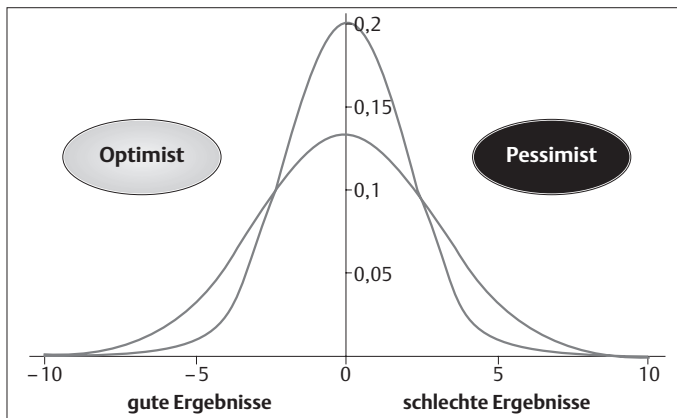 0,2
0,15
Optimist
Pessimist
0,1
0,05
−10
−5
0
5
10
gute Ergebnisse
schlechte Ergebnisse